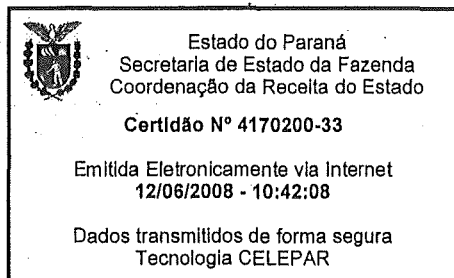 Estado do Paraná
Secretaria de Estado da Fazenda
Coordenação da Receita do Estado
Certidão Nº 4170200-33
Emitida Eletronicamente via Internet
12/06/2008 - 10:42:08
Dados transmitidos de forma segura
Tecnologia CELEPAR